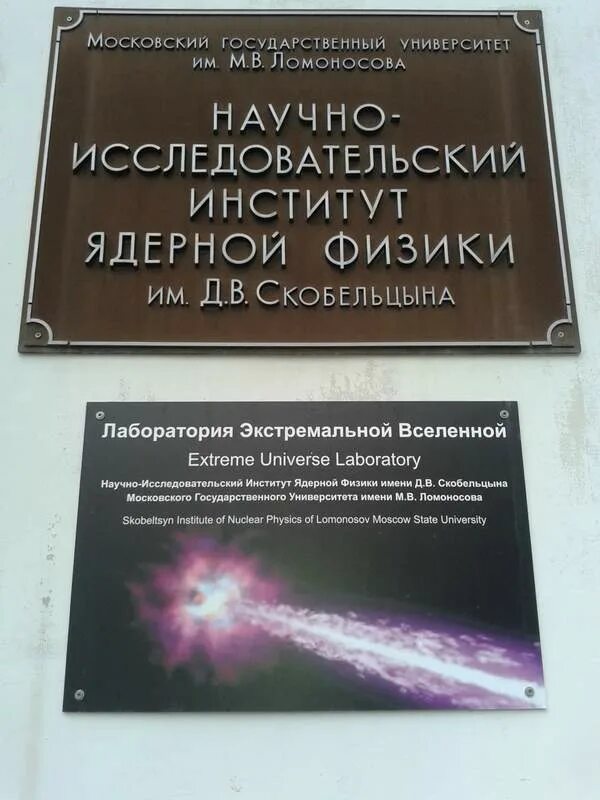 Московский государственный университет
им. М.В. Ломоносова
Научно-
исследовательский
институт
ядерной физики
им. Д.В. Скобельцына
Лаборатория Экстремальной Вселенной
Extreme Universe Laboratory
Научно-Исследовательский Институт Ядерной Физики имени Д.В. Скобельцына
Московского Государственного Университета имени М.В. Ломоносова
Skobeltsyn Institute of Nuclear Physics of Lomonosov Moscow State University